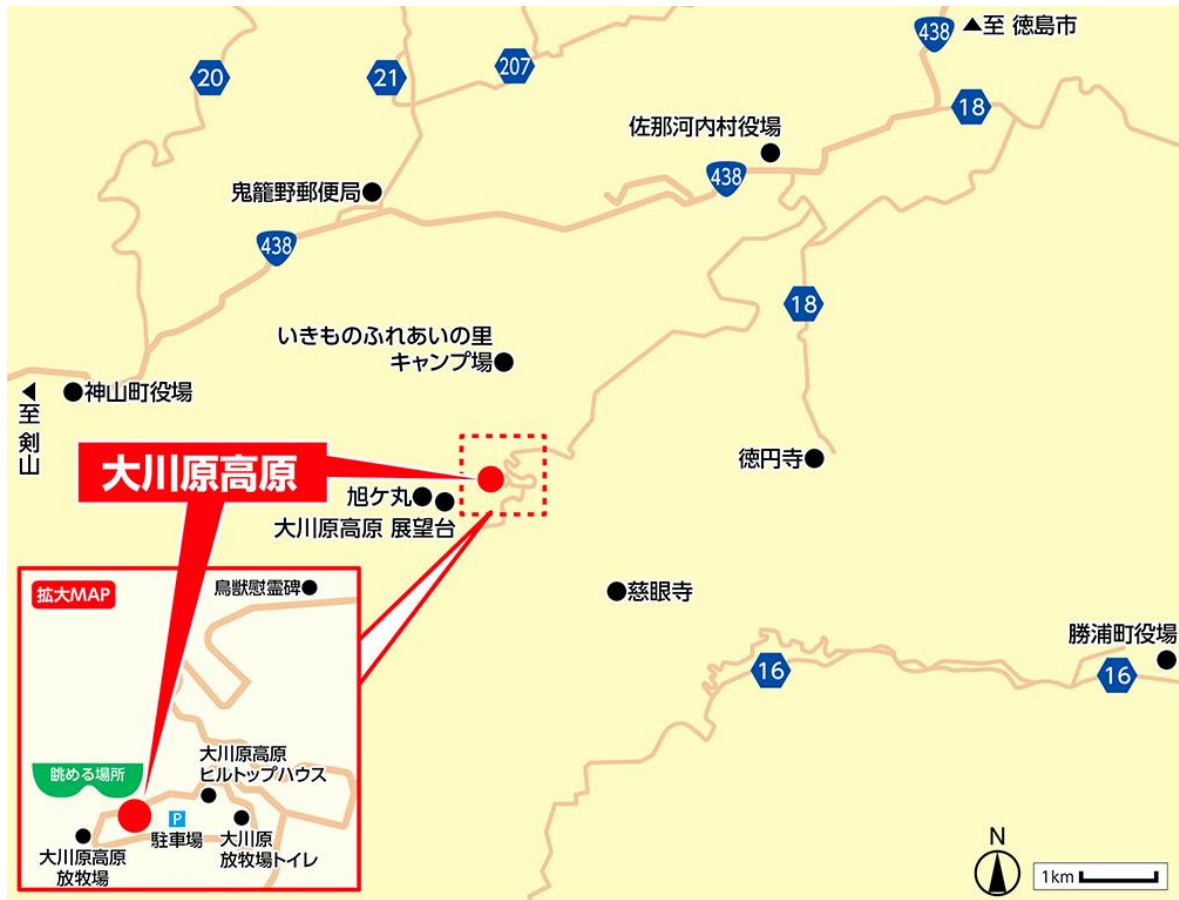 438
▲至 徳島市
20
21
207
18
佐那河内村役場
438
鬼籠野郵便局
438
18
いきものふれあいの里
キャンプ場
◀至 剣山
神山町役場
大川原高原
徳円寺
旭ケ丸
大川原高原 展望台
慈眼寺
勝浦町役場
16
16
拡大MAP
鳥獣慰霊碑
大川原高原
ヒルトップハウス
眺める場所
P
駐車場
大川原
放牧場トイレ
大川原高原
放牧場
N
1km